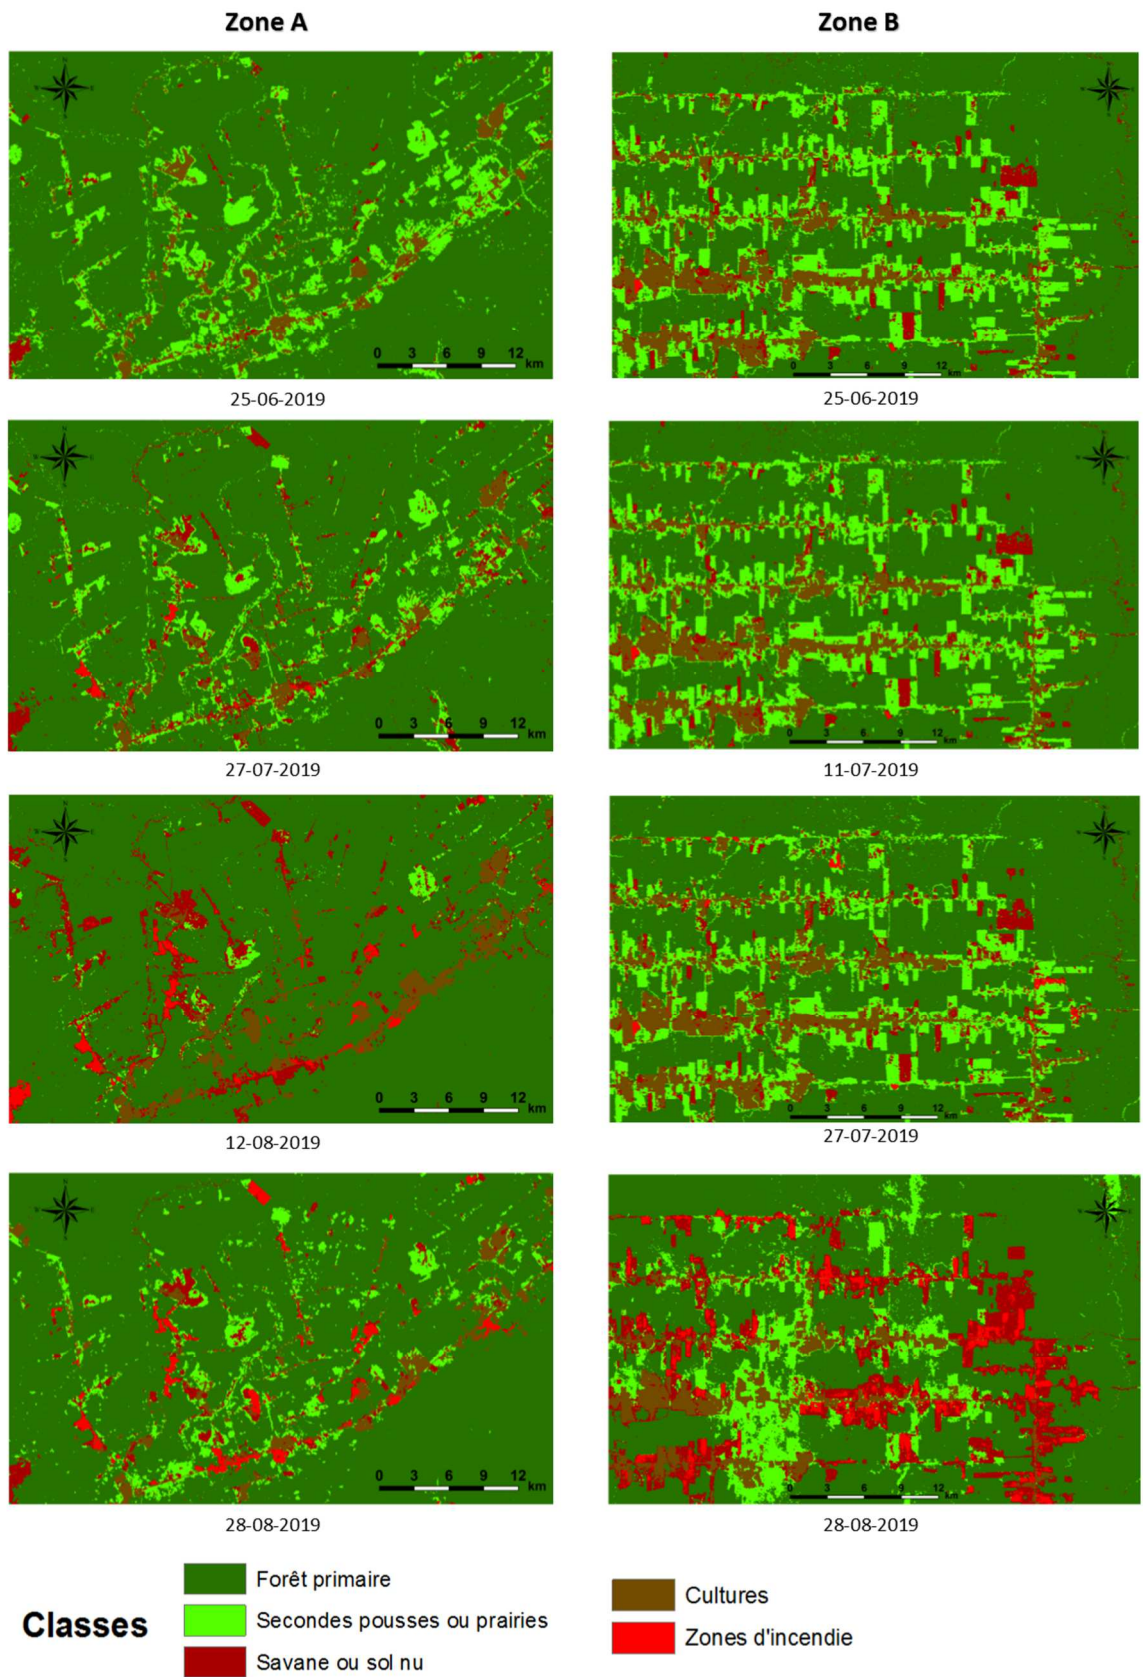 Zone A
Zone B
N
0 3 6 9 12
km
25-06-2019
0 3 6 9 12
km
25-06-2019
N
0 3 6 9 12
km
27-07-2019
0 3 6 9 12
km
11-07-2019
N
0 3 6 9 12
km
12-08-2019
0 3 6 9 12
km
27-07-2019
N
0 3 6 9 12
km
28-08-2019
0 3 6 9 12
km
28-08-2019
Classes
Forêt primaire
Secondes pousses ou prairies
Savane ou sol nu
Cultures
Zones d'incendie